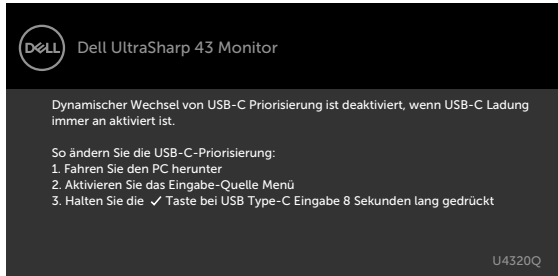 DELL
Dell UltraSharp 43 Monitor
Dynamischer Wechsel von USB-C Priorisierung ist deaktiviert, wenn USB-C Ladung
immer an aktiviert ist.
So ändern Sie die USB-C-Priorisierung:
1. Fahren Sie den PC herunter
2. Aktivieren Sie das Eingabe-Quelle Menü
3. Halten Sie die ✓ Taste bei USB Type-C Eingabe 8 Sekunden lang gedrückt
U4320Q